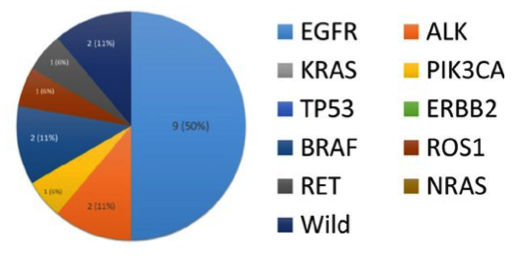 2 (11%)
1 (6%)
1 (6%)
2 (11%)
1 (6%)
2 (11%)
9 (50%)
EGFR ALK
KRAS PIK3CA
TP53 ERBB2
BRAF ROS1
RET NRAS
Wild